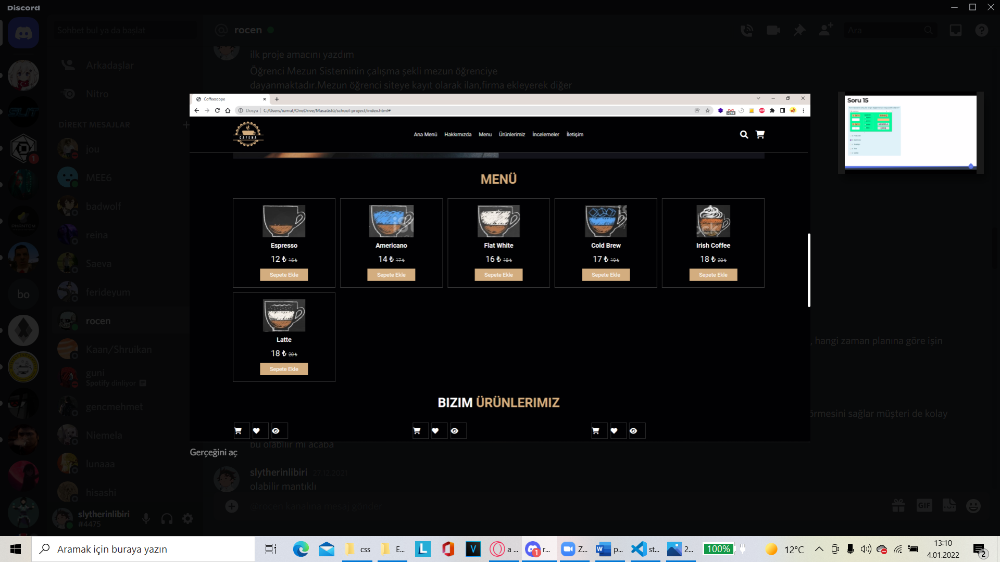 Discord
Sohbet bul ya da başlat
Arkadaşlar
Nitro
DİREKT MESAJLAR
jou
MEE6
badwolf
reina
Saeva
ferideyum
rocen
Kaan/Shruikan
guni
Spotify dinliyor
gencmehmet
Niemela
lunaaa
hisashi
slytherinlibiri
#4475
SLIT
PHANTOM
bo
1
rocen
Ara
ilk proje amacını yazdım
Öğrenci Mezun Sisteminin çalışma şekli mezun öğrenciye
dayanmaktadır.Mezun öğrenci siteye kayıt olarak ilan,firma ekleyerek diğer
Coffeescope
Dosya | C:/Users/iumut/OneDrive/Masaüstü/school-project/index.html#
CAFENA
Ana Menü Hakkımızda Menu Ürünlerimiz İncelemeler İletişim
MENÜ
Espresso
12 ₺ 15 ₺
Sepete Ekle
Americano
14 ₺ 17 ₺
Sepete Ekle
Flat White
16 ₺ 18 ₺
Sepete Ekle
Cold Brew
17 ₺ 19 ₺
Sepete Ekle
Irish Coffee
18 ₺ 20 ₺
Sepete Ekle
Latte
18 ₺ 20 ₺
Sepete Ekle
BIZIM ÜRÜNLERIMIZ
Soru 15
, hangi zaman planına göre işin
örmesini sağlar müşteri de kolay
bu olabilir mi acaba
Gerçeğini aç
slytherinlibiri 27.12.2021
olabilir mantıklı
@rocen kanalına mesaj gönder
GIF
Aramak için buraya yazın
css
E...
L
V
a ...
r...
Z...
p...
st...
2...
100%
12°C
13:10
4.01.2022
2